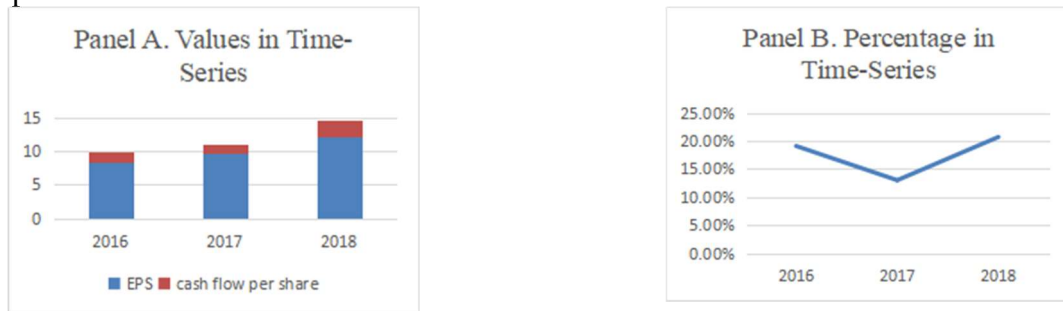 Panel A. Values in Time-
Series
15
10
5
0
2016 2017 2018
EPS cash flow per share
Panel B. Percentage in
Time-Series
25.00%
20.00%
15.00%
10.00%
5.00%
0.00%
2016 2017 2018